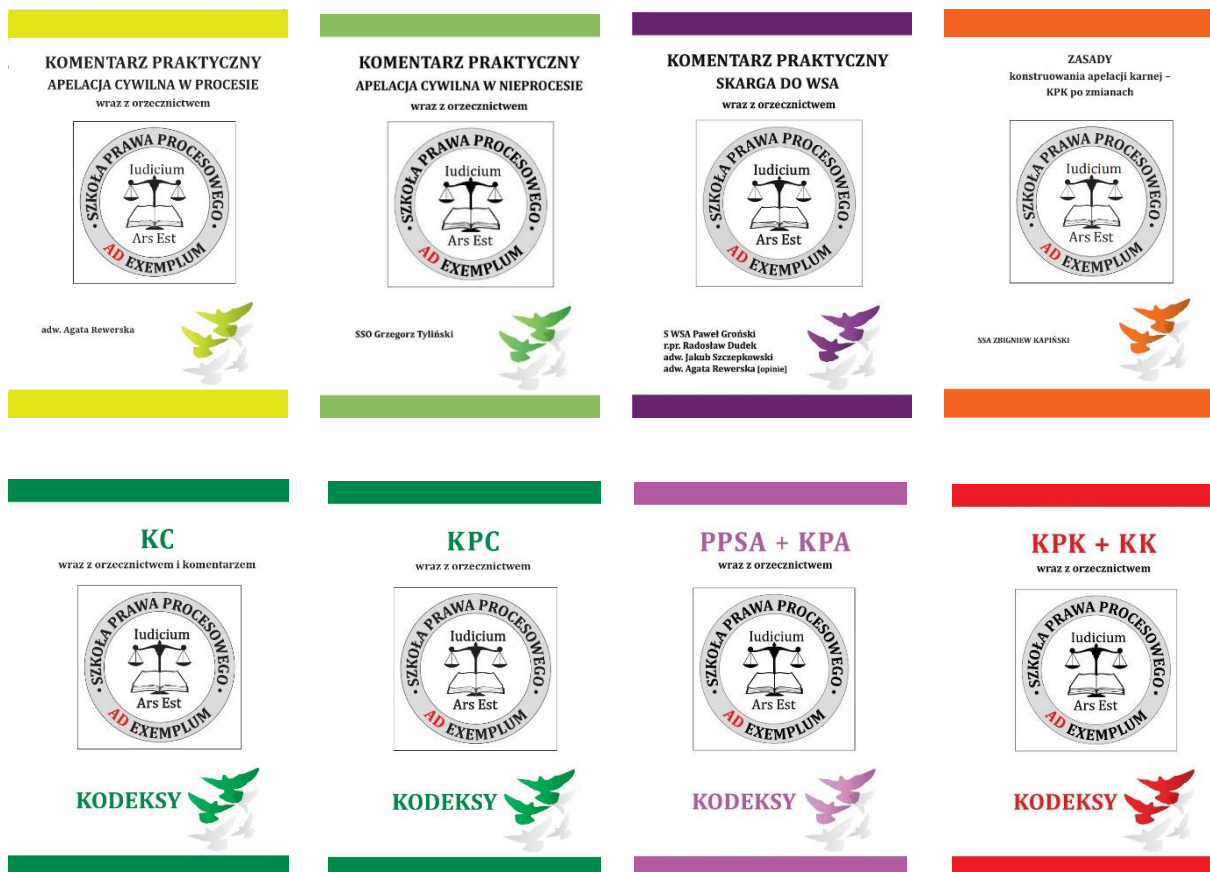 KOMENTARZ PRAKTYCZNY
APELACJA CYWILNA W PROCESIE
wraz z orzecznictwem
SZKOŁA PRAWA PROCESOWEGO
Iudicium
Ars Est
AD EXEMPLUM
adw. Agata Rewerska
KOMENTARZ PRAKTYCZNY
APELACJA CYWILNA W NIEPROCESIE
wraz z orzecznictwem
SZKOŁA PRAWA PROCESOWEGO
Iudicium
Ars Est
AD EXEMPLUM
SSO Grzegorz Tyliński
KOMENTARZ PRAKTYCZNY
SKARGA DO WSA
wraz z orzecznictwem
SZKOŁA PRAWA PROCESOWEGO
Iudicium
Ars Est
AD EXEMPLUM
S WSA Paweł Groński
r.pr. Radosław Dudek
adw. Jakub Szczepkowski
adw. Agata Rewerska [opinie]
ZASADY
konstruowania apelacji karnej –
KPK po zmianach
SZKOŁA PRAWA PROCESOWEGO
Iudicium
Ars Est
AD EXEMPLUM
SSA ZBIGNIEW KAPIŃSKI
KC
wraz z orzecznictwem i komentarzem
SZKOŁA PRAWA PROCESOWEGO
Iudicium
Ars Est
AD EXEMPLUM
KODEKSY
KPC
wraz z orzecznictwem
SZKOŁA PRAWA PROCESOWEGO
Iudicium
Ars Est
AD EXEMPLUM
KODEKSY
PPSA + KPA
wraz z orzecznictwem
SZKOŁA PRAWA PROCESOWEGO
Iudicium
Ars Est
AD EXEMPLUM
KODEKSY
KPK + KK
wraz z orzecznictwem
SZKOŁA PRAWA PROCESOWEGO
Iudicium
Ars Est
AD EXEMPLUM
KODEKSY